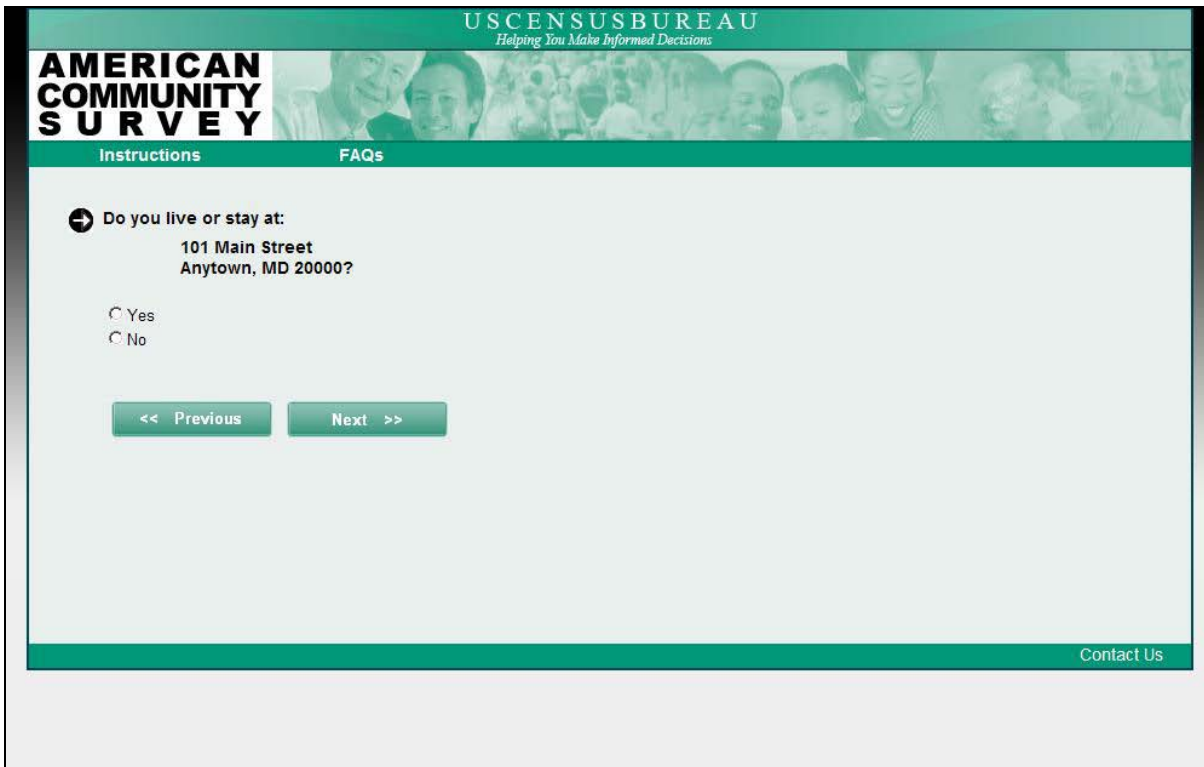 USCENSUSBUREAU
Helping You Make Informed Decisions
AMERICAN
COMMUNITY
SURVEY
Instructions FAQs
Do you live or stay at:
101 Main Street
Anytown, MD 20000?
Yes
No
<< Previous Next >>
Contact Us